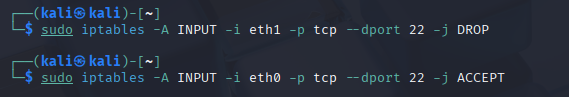 ┌──(kali㉿kali)-[~]
└─$ sudo iptables -A INPUT -i eth1 -p tcp --dport 22 -j DROP
┌──(kali㉿kali)-[~]
└─$ sudo iptables -A INPUT -i eth0 -p tcp --dport 22 -j ACCEPT